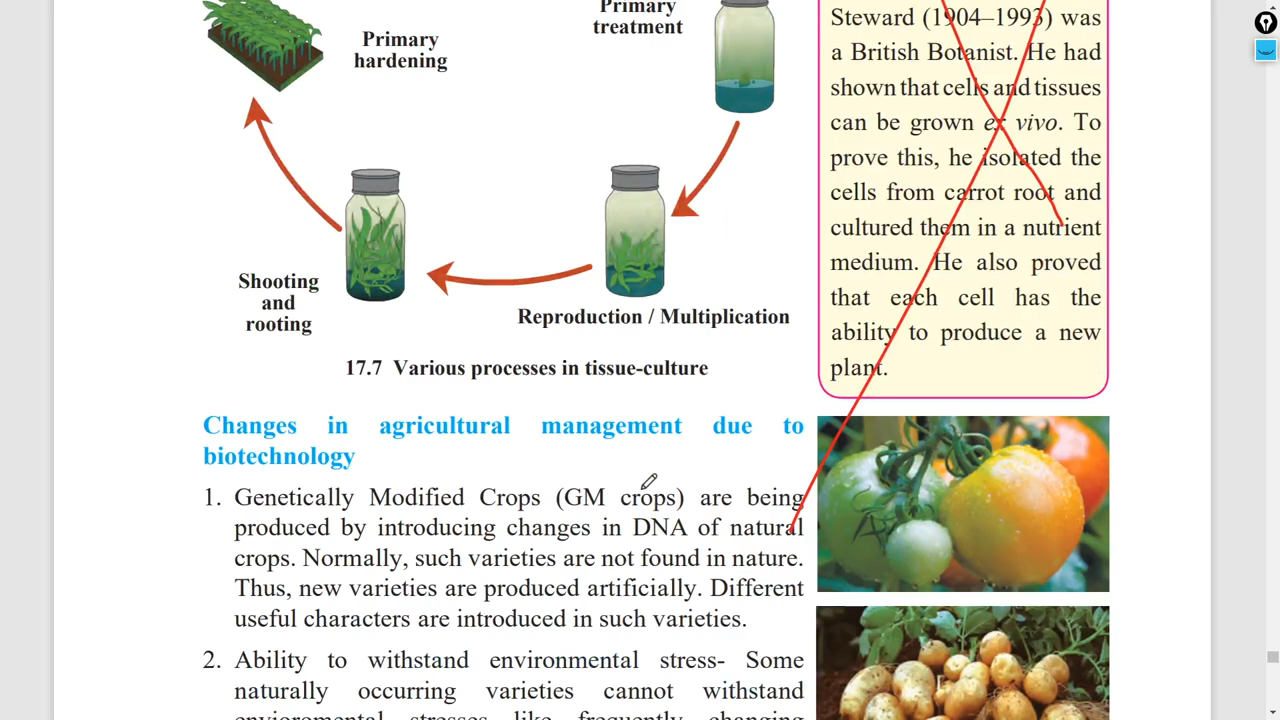 Primary
treatment
Primary
hardening
Shooting
and
rooting
Reproduction / Multiplication
17.7 Various processes in tissue-culture
Steward (1904–1993) was
a British Botanist. He had
shown that cells and tissues
can be grown ex vivo. To
prove this, he isolated the
cells from carrot root and
cultured them in a nutrient
medium. He also proved
that each cell has the
ability to produce a new
plant.
Changes in agricultural management due to
biotechnology
1. Genetically Modified Crops (GM crops) are being
produced by introducing changes in DNA of natural
crops. Normally, such varieties are not found in nature.
Thus, new varieties are produced artificially. Different
useful characters are introduced in such varieties.
2. Ability to withstand environmental stress- Some
naturally occurring varieties cannot withstand
envioromental stresses like frequently changing